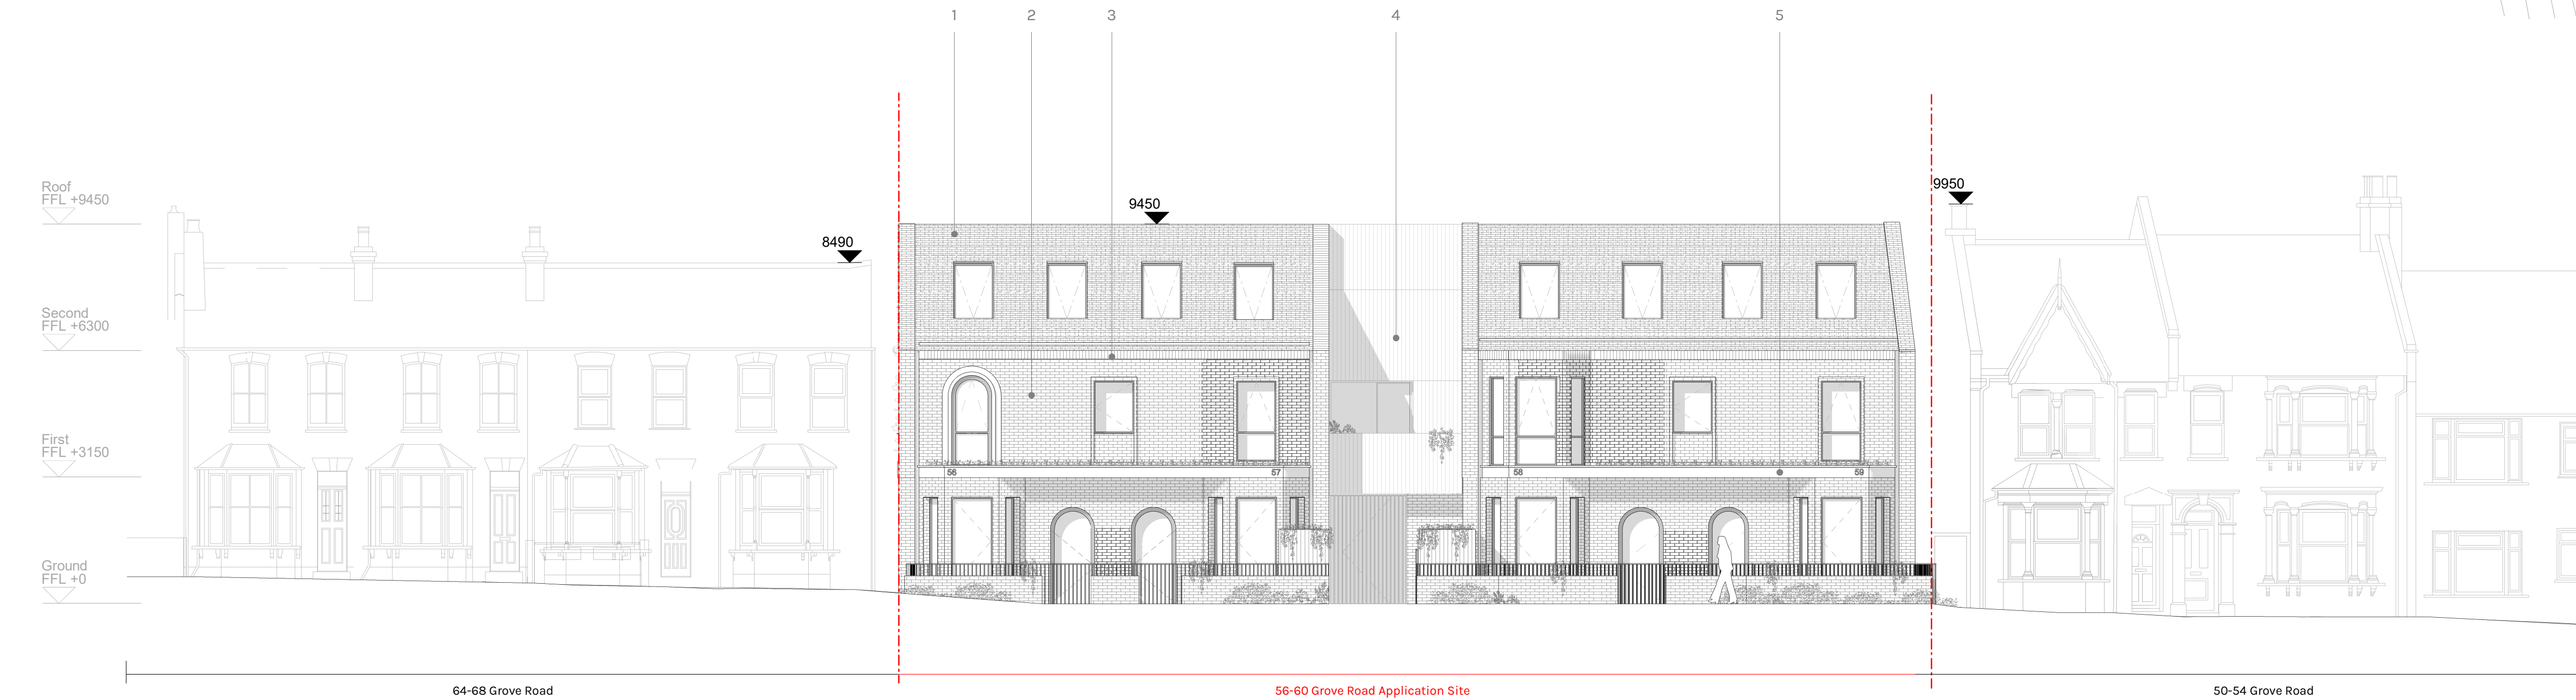 1
2
3
4
5
Roof
FFL +9450
9450
9950
8490
Second
FFL +6300
First
FFL +3150
56
57
58
59
Ground
FFL +0
64-68 Grove Road
56-60 Grove Road Application Site
50-54 Grove Road